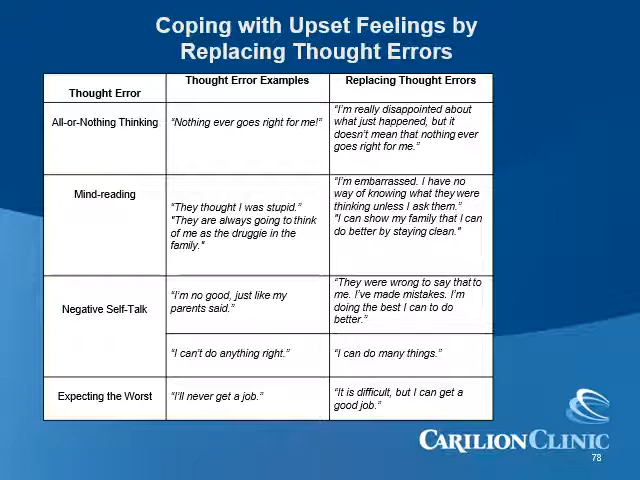 Coping with Upset Feelings by
Replacing Thought Errors
Thought Error
Thought Error Examples
Replacing Thought Errors
All-or-Nothing Thinking
“Nothing ever goes right for me!”
“I’m really disappointed about
what just happened, but it
doesn’t mean that nothing ever
goes right for me.”
Mind-reading
“They thought I was stupid.”
"They are always going to think
of me as the druggie in the
family."
“I’m embarrassed. I have no
way of knowing what they were
thinking unless I ask them.”
"I can show my family that I can
do better by staying clean."
Negative Self-Talk
“I’m no good, just like my
parents said.”
“They were wrong to say that to
me. I’ve made mistakes. I’m
doing the best I can to do
better.”
“I can’t do anything right.”
“I can do many things.”
Expecting the Worst
“I’ll never get a job.”
“It is difficult, but I can get a
good job.”
CARILION CLINIC
78